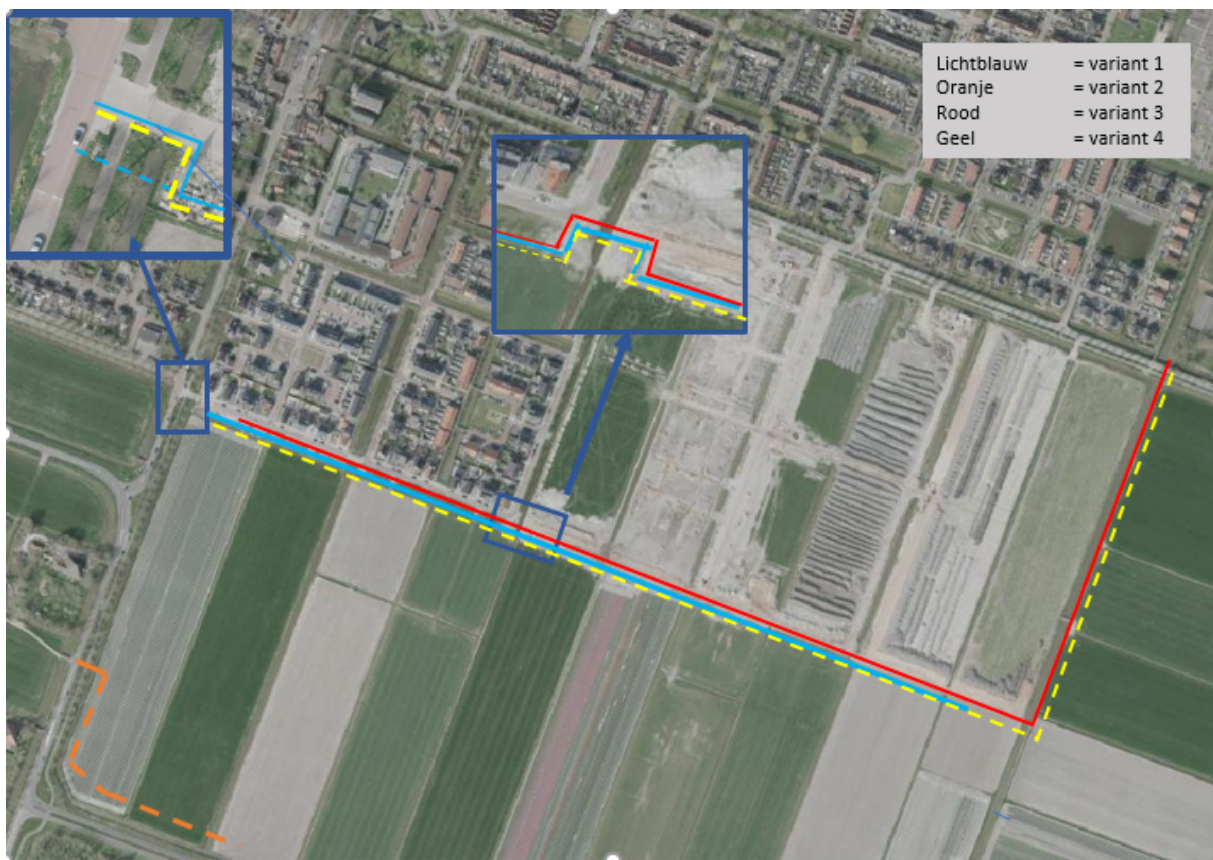 Lichtblauw = variant 1
Oranje = variant 2
Rood = variant 3
Geel = variant 4